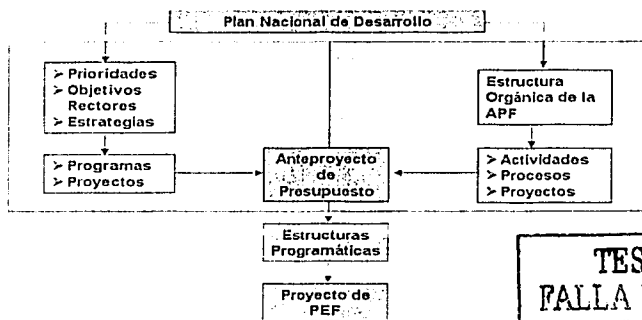 Plan Nacional de Desarrollo
➢ Prioridades
➢ Objetivos
Rectores
➢ Estrategias
Estructura
Orgánica de la
APF
➢ Programas
➢ Proyectos
Anteproyecto
de
Presupuesto
➢ Actividades
➢ Procesos
➢ Proyectos
Estructuras
Programáticas
Proyecto de
PEF
TES
FALLA